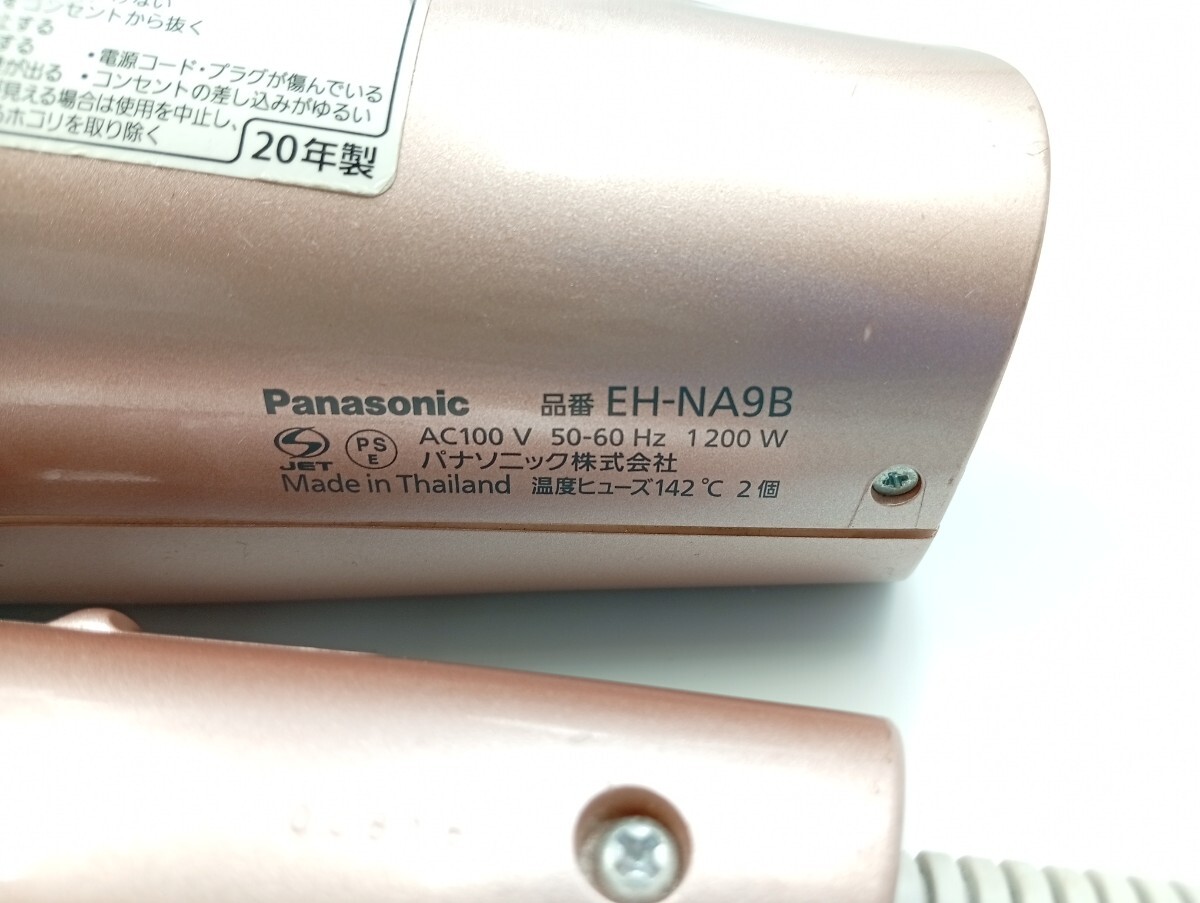 をコンセントから抜く
する
が出る
見える場合は使用を中止し、
ホコリを取り除く
・電源コード・プラグが傷んでいる
・コンセントの差し込みがゆるい
20年製
Panasonic 品番 EH-NA9B
JET PSE AC100 V 50-60 Hz 1200 W
パナソニック株式会社
Made in Thailand 温度ヒューズ142℃ 2個